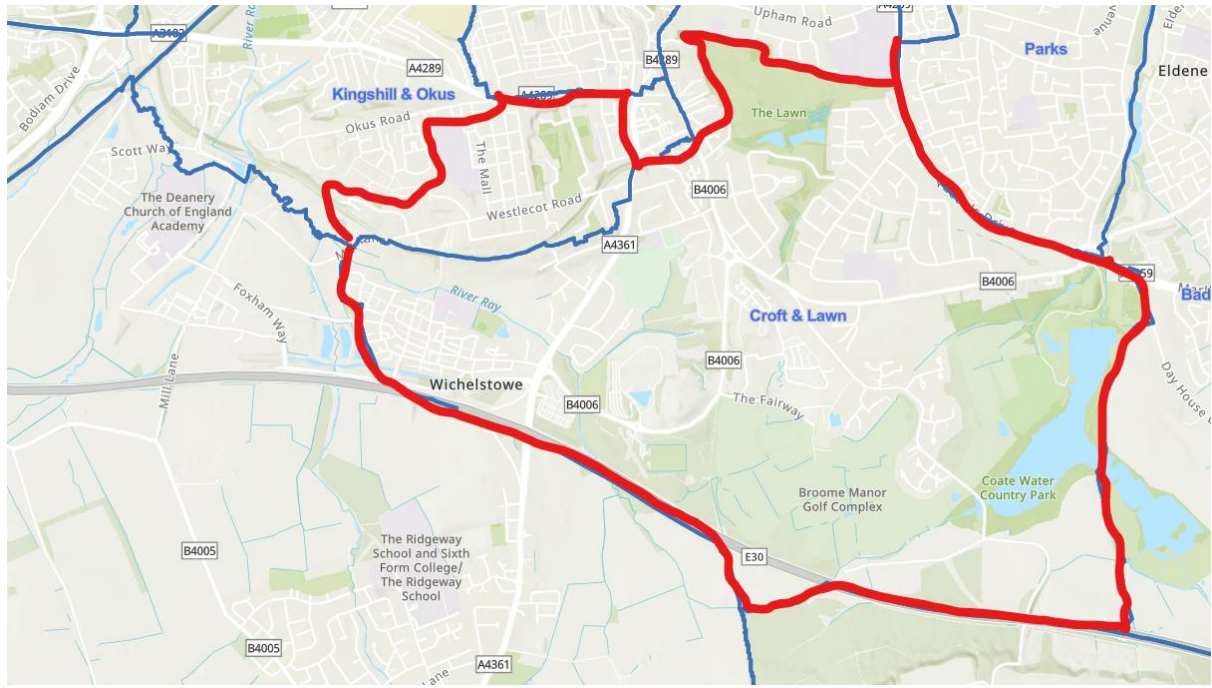 Upham Road
Parks
Eldene
A4289
B4289
Kingshill & Okus
Bodiam Drive
Okus Road
The Lawn
Scott Way
The Mall
The Deanery
Church of England
Academy
Westlecot Road
B4006
A4361
B4006
River Ray
Foxham Way
Croft & Lawn
Mill Lane
B4006
Wichelstowe
B4006
The Fairway
Day House
Coate Water
Country Park
Broome Manor
Golf Complex
The Ridgeway
School and Sixth
Form College/
The Ridgeway
School
B4005
E30
B4005
A4361
Lane